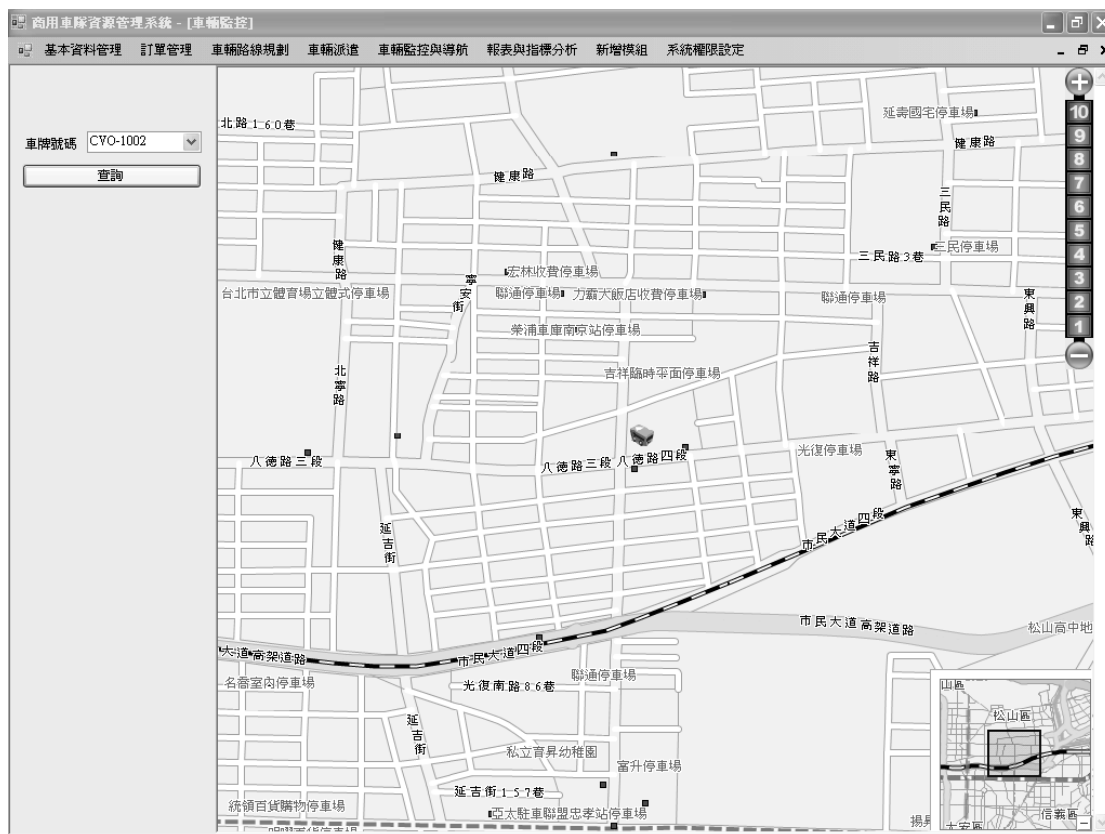 商用車隊資源管理系統 - [車輛監控]
基本資料管理 訂單管理 車輛路線規劃 車輛派遣 車輛監控與導航 報表與指標分析 新增模組 系統權限設定
車牌號碼 CVO-1002
查詢
延壽國宅停車場
北路160巷
健康路
健康路
三民路
健康路
三民停車場
三民路3巷
宏林收費停車場
寧安街
台北市立體育場立體式停車場
聯通停車場
力霸大飯店收費停車場
聯通停車場
東興路
榮浦車庫南京站停車場
吉祥路
吉祥臨時平面停車場
北寧路
八德路三段
八德路三段
八德路四段
光復停車場
東寧路
延吉街
市民大道四段
東興路
市民大道高架道路
松山高中地
大道高架道路
市民大道四段
名喬室內停車場
聯通停車場
光復南路86巷
延吉街
私立育昇幼稚園
富升停車場
延吉街157巷
統領百貨購物停車場
亞太駐車聯盟忠孝站停車場
明曜百貨停車場
揚昇
山區
松山區
信義區
大安區
10
9
8
7
6
5
4
3
2
1